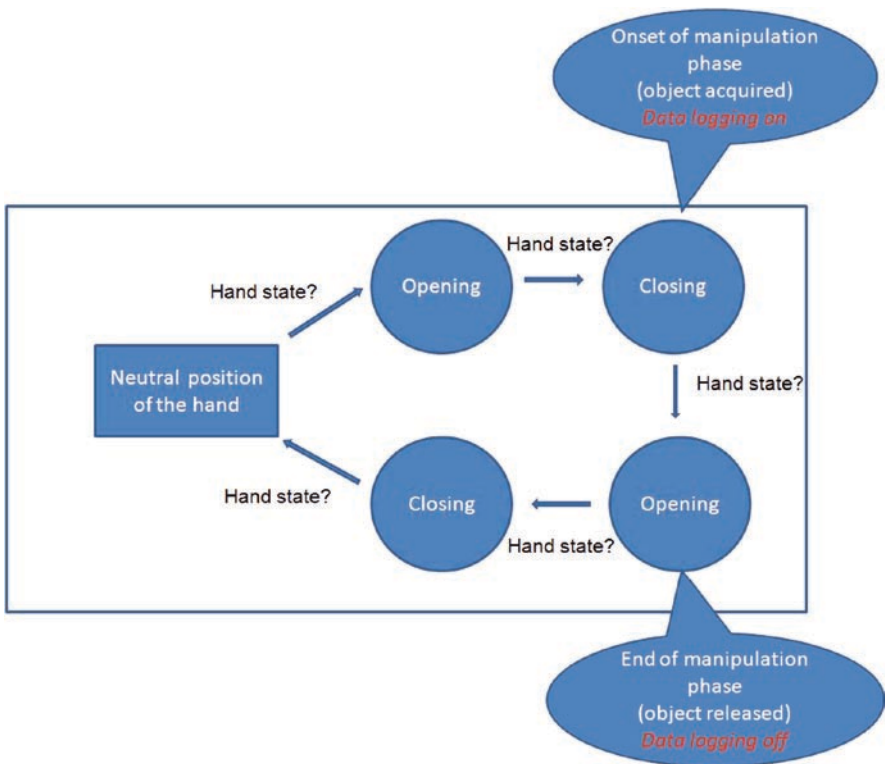 Onset of manipulation
phase
(object acquired)
Data logging on
Hand state?
Opening
Closing
Hand state?
Neutral position
of the hand
Hand state?
Hand state?
Closing
Opening
Hand state?
End of manipulation
phase
(object released)
Data logging off